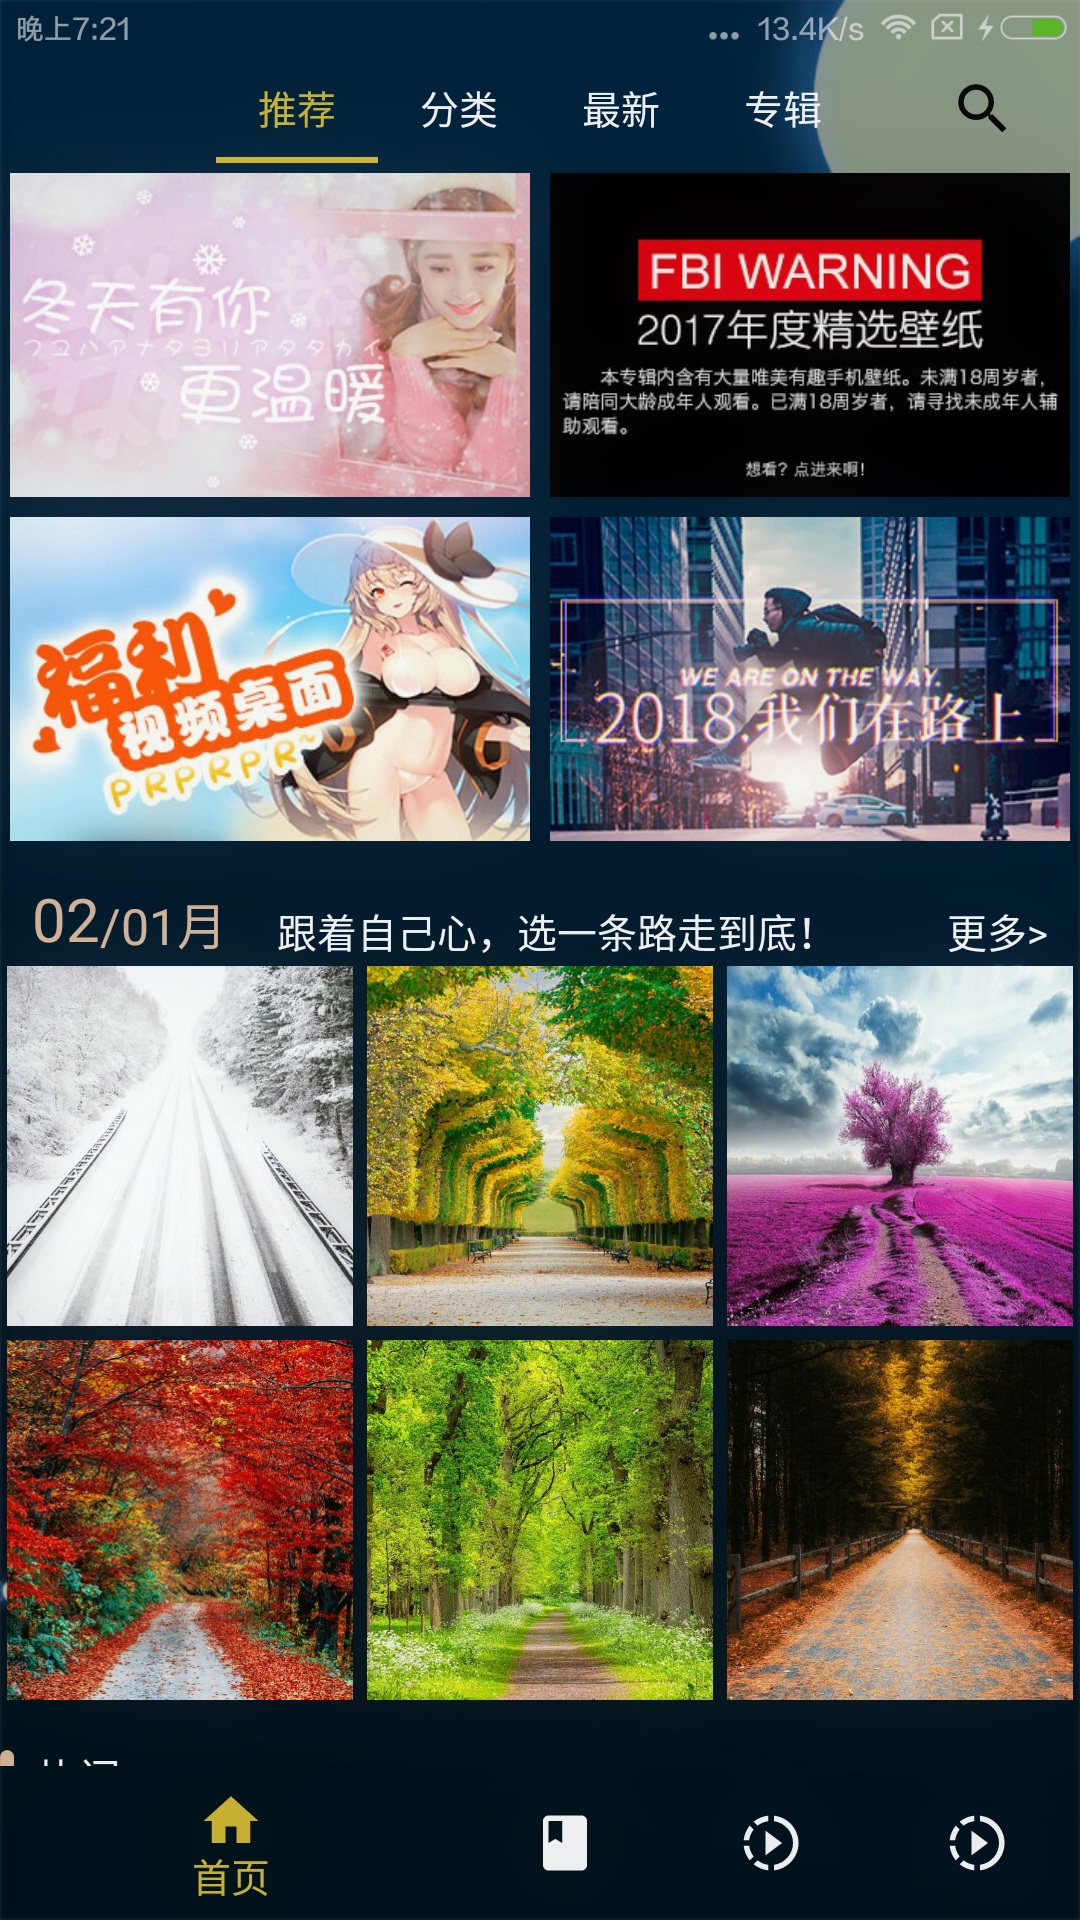 晚上7:21
... 13.4K/s
推荐 分类 最新 专辑
冬天有你
フユハアナタヨリアタタカイ
更温暖
FBI WARNING
2017年度精选壁纸
本专辑内含有大量唯美有趣手机壁纸。未满18周岁者，
请陪同大龄成年人观看。已满18周岁者，请寻找未成年人辅
助观看。
想看？点进来啊！
福利
视频桌面
PRPRPR~
WE ARE ON THE WAY.
2018.我们在路上
02/01月 跟着自己心，选一条路走到底！ 更多>
首页